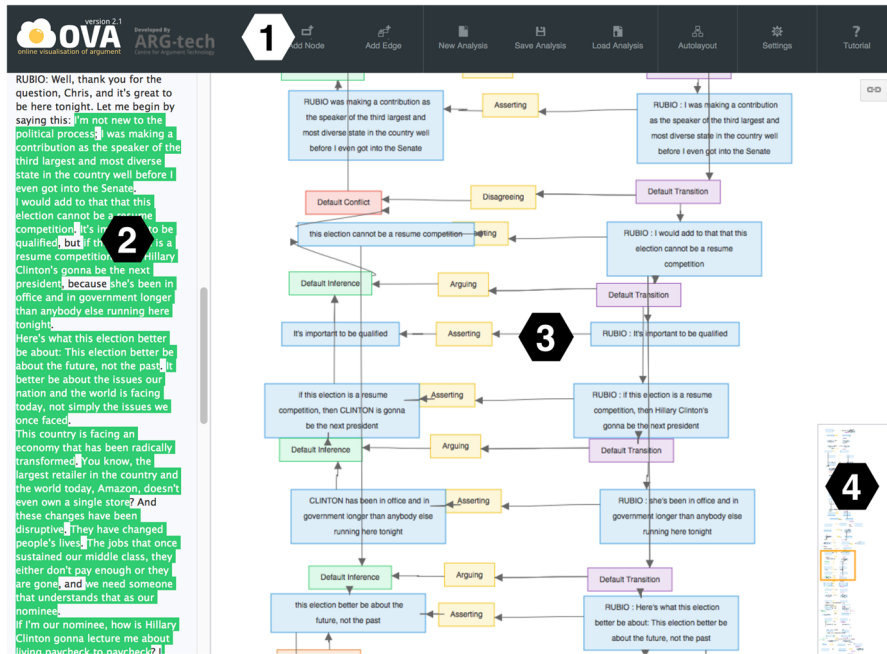 version 2.1
OVA
online visualisation of argument
Developed By
ARG-tech
Centre for Argument Technology
1
Add Node
Add Edge
New Analysis
Save Analysis
Load Analysis
Autolayout
Settings
Tutorial
RUBIO: Well, thank you for the
question, Chris, and it's great to
be here tonight. Let me begin by
saying this: I'm not new to the
political process; I was making a
contribution as the speaker of the
third largest and most diverse
state in the country well before I
even got into the Senate.
I would add to that that this
election cannot be a resume
competition. It's im to be
qualified, but if th is a
resume competition Hillary
Clinton's gonna be the next
president, because she's been in
office and in government longer
than anybody else running here
tonight.
Here's what this election better
be about: This election better be
about the future, not the past. It
better be about the issues our
nation and the world is facing
today, not simply the issues we
once faced.
This country is facing an
economy that has been radically
transformed. You know, the
largest retailer in the country and
the world today, Amazon, doesn't
even own a single store? And
these changes have been
disruptive. They have changed
people's lives. The jobs that once
sustained our middle class, they
either don't pay enough or they
are gone, and we need someone
that understands that as our
nominee.
If I'm our nominee, how is Hillary
Clinton gonna lecture me about
living paycheck to paycheck? I
2
RUBIO was making a contribution as
the speaker of the third largest and
most diverse state in the country well
before I even got into the Senate
Asserting
RUBIO : I was making a contribution
as the speaker of the third largest and
most diverse state in the country well
before I even got into the Senate
Default Conflict
Disagreeing
Default Transition
this election cannot be a resume competition
RUBIO : I would add to that that this
election cannot be a resume
competition
Default Inference
Arguing
Default Transition
It's important to be qualified
Asserting
3
RUBIO : It's important to be qualified
if this election is a resume
competition, then CLINTON is gonna
be the next president
Asserting
RUBIO : if this election is a resume
competition, then Hillary Clinton's
gonna be the next president
Default Inference
Arguing
Default Transition
CLINTON has been in office and in
government longer than anybody else
running here tonight
Asserting
RUBIO : she's been in office and in
government longer than anybody else
running here tonight
Default Inference
Arguing
Default Transition
this election better be about the
future, not the past
Asserting
RUBIO : Here's what this election
better be about: This election better be
about the future, not the past
4